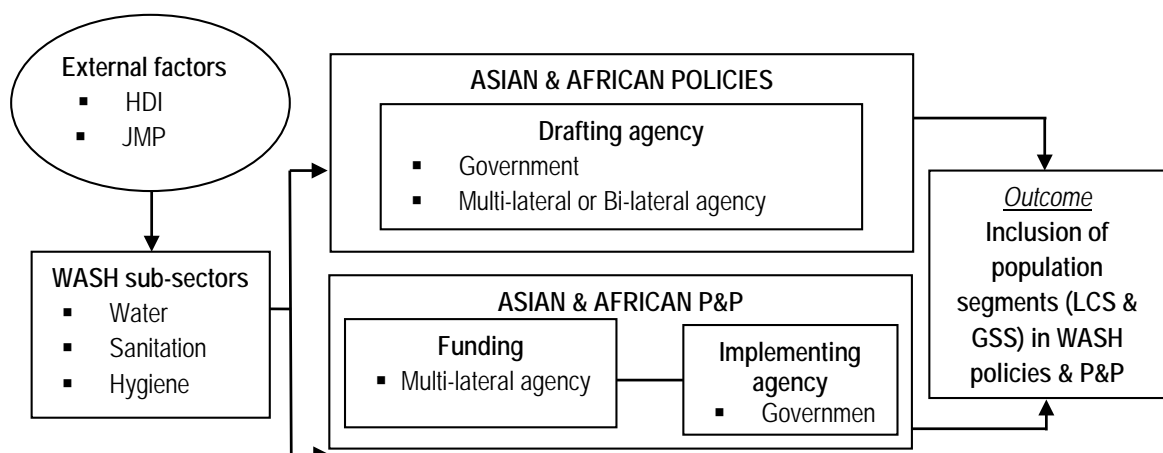 External factors
▪ HDI
▪ JMP
WASH sub-sectors
▪ Water
▪ Sanitation
▪ Hygiene
ASIAN & AFRICAN POLICIES
Drafting agency
▪ Government
▪ Multi-lateral or Bi-lateral agency
ASIAN & AFRICAN P&P
Funding
▪ Multi-lateral agency
Implementing
agency
▪ Governmen
Outcome
Inclusion of
population
segments (LCS &
GSS) in WASH
policies & P&P